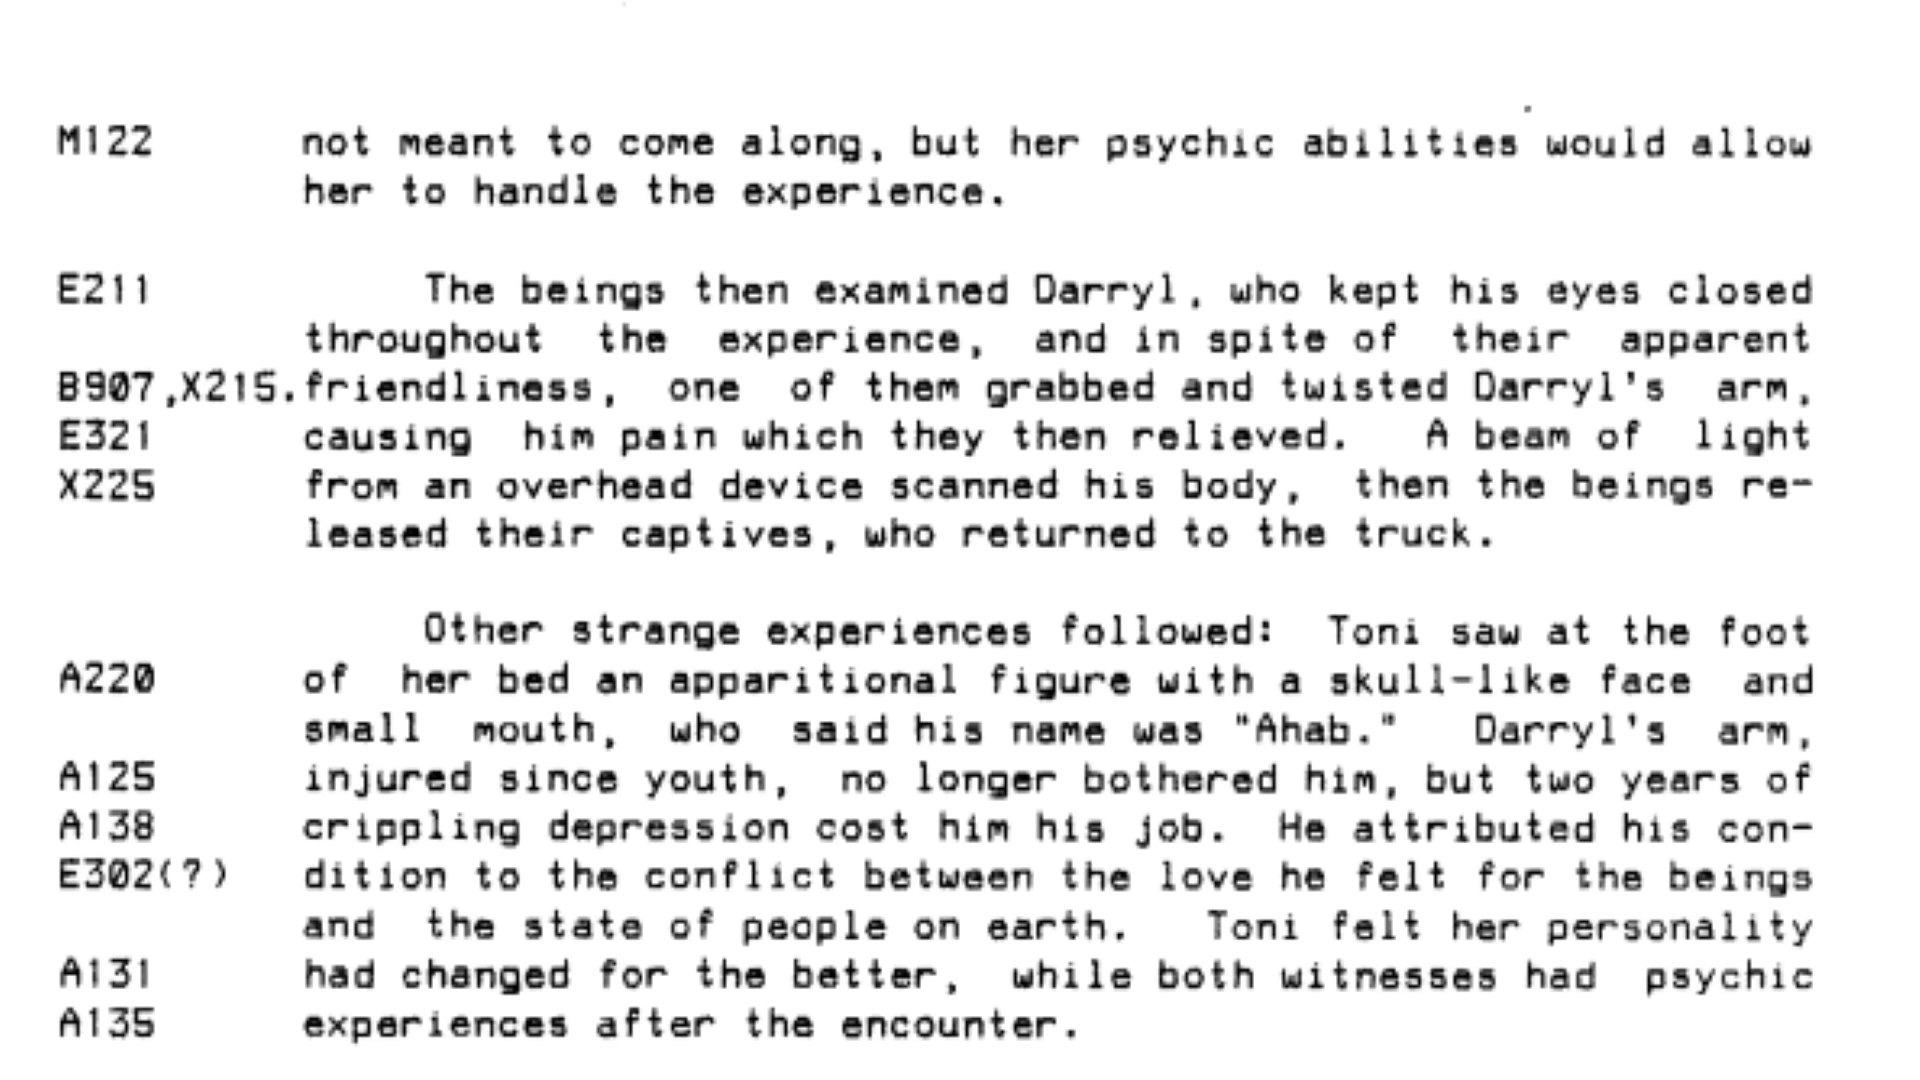 M122 not meant to come along, but her psychic abilities would allow
her to handle the experience.
E211 The beings then examined Darryl, who kept his eyes closed
throughout the experience, and in spite of their apparent
B907,X215. friendliness, one of them grabbed and twisted Darryl's arm,
E321 causing him pain which they then relieved. A beam of light
X225 from an overhead device scanned his body, then the beings re-
leased their captives, who returned to the truck.
Other strange experiences followed: Toni saw at the foot
A220 of her bed an apparitional figure with a skull-like face and
small mouth, who said his name was "Ahab." Darryl's arm,
A125 injured since youth, no longer bothered him, but two years of
A138 crippling depression cost him his job. He attributed his con-
E302(?) dition to the conflict between the love he felt for the beings
and the state of people on earth. Toni felt her personality
A131 had changed for the better, while both witnesses had psychic
A135 experiences after the encounter.